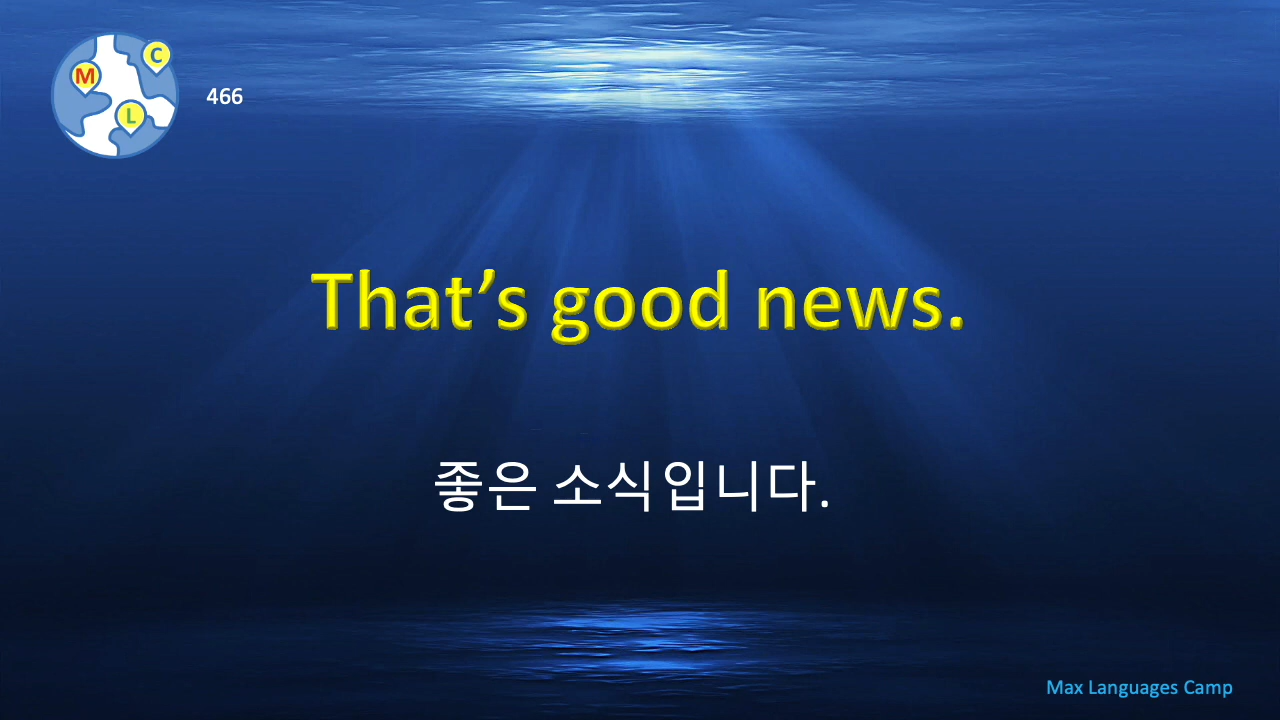 C
M
L
466
That’s good news.
좋은 소식입니다.
Max Languages Camp